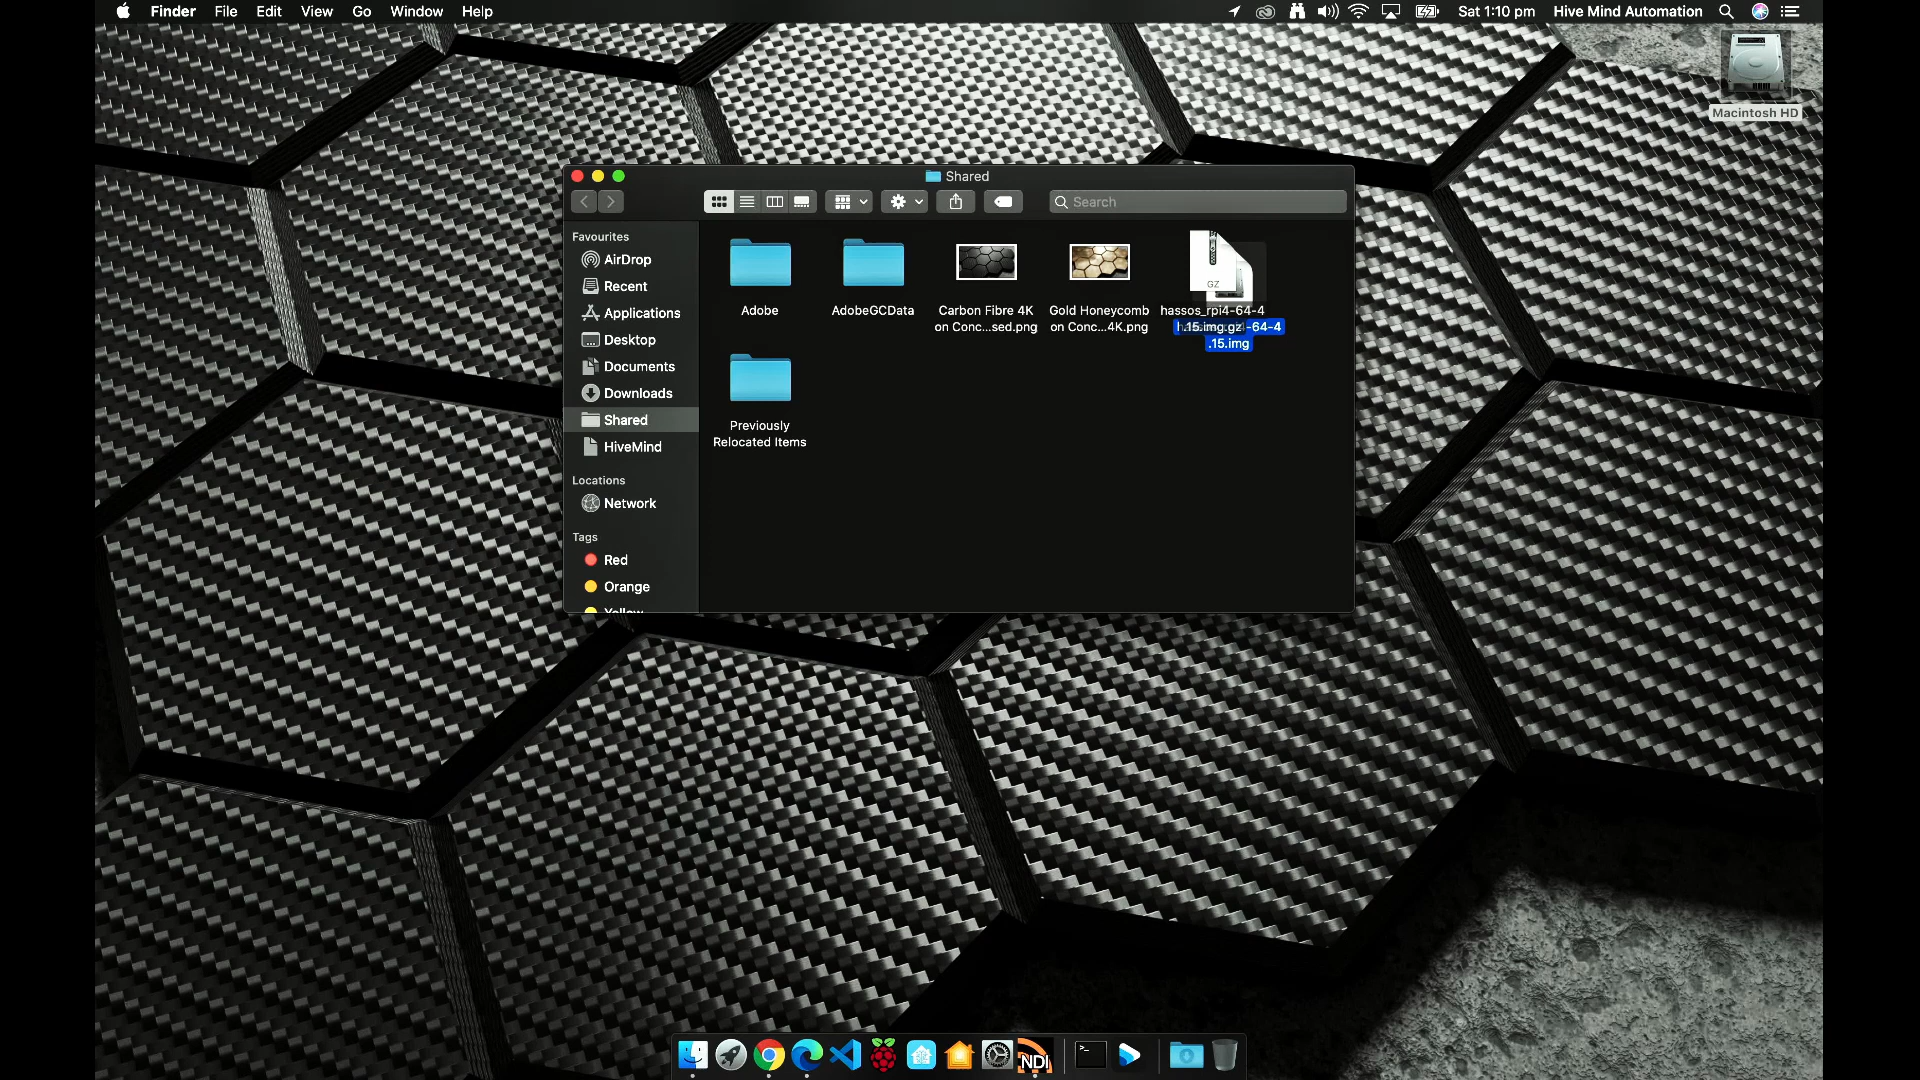 Finder File Edit View Go Window Help
Sat 1:10 pm Hive Mind Automation
Macintosh HD
Shared
Search
Favourites
AirDrop
Recent
Applications
Desktop
Documents
Downloads
Shared
HiveMind
Locations
Network
Tags
Red
Orange
Yellow
Adobe
AdobeGCData
Carbon Fibre 4K
on Conc...sed.png
Gold Honeycomb
on Conc...4K.png
GZ
hassos_rpi4-64-4
.15.img.gz
-64-4
.15.img
Previously
Relocated Items
NDI